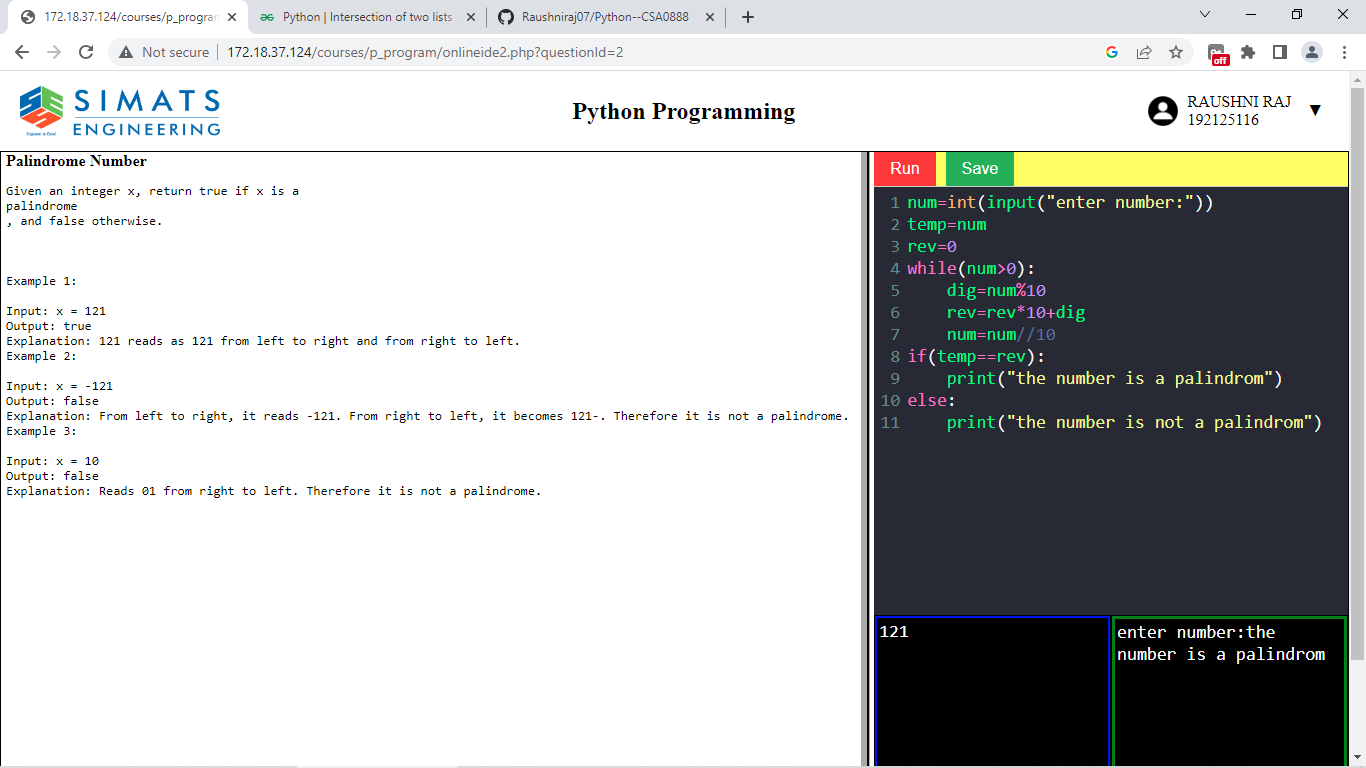 172.18.37.124/courses/p_progran
Python | Intersection of two lists
Raushniraj07/Python--CSA0888
Not secure
172.18.37.124/courses/p_program/onlineide2.php?questionId=2
off
SIMATS
ENGINEERING
Engineer to Excel
Python Programming
RAUSHNI RAJ
192125116
Palindrome Number
Given an integer x, return true if x is a
palindrome
, and false otherwise.
Example 1:
Input: x = 121
Output: true
Explanation: 121 reads as 121 from left to right and from right to left.
Example 2:
Input: x = -121
Output: false
Explanation: From left to right, it reads -121. From right to left, it becomes 121-. Therefore it is not a palindrome.
Example 3:
Input: x = 10
Output: false
Explanation: Reads 01 from right to left. Therefore it is not a palindrome.
Run
Save
1 num=int(input("enter number:"))
2 temp=num
3 rev=0
4 while(num>0):
5     dig=num%10
6     rev=rev*10+dig
7     num=num//10
8 if(temp==rev):
9     print("the number is a palindrom")
10 else:
11     print("the number is not a palindrom")
121
enter number:the
number is a palindrom